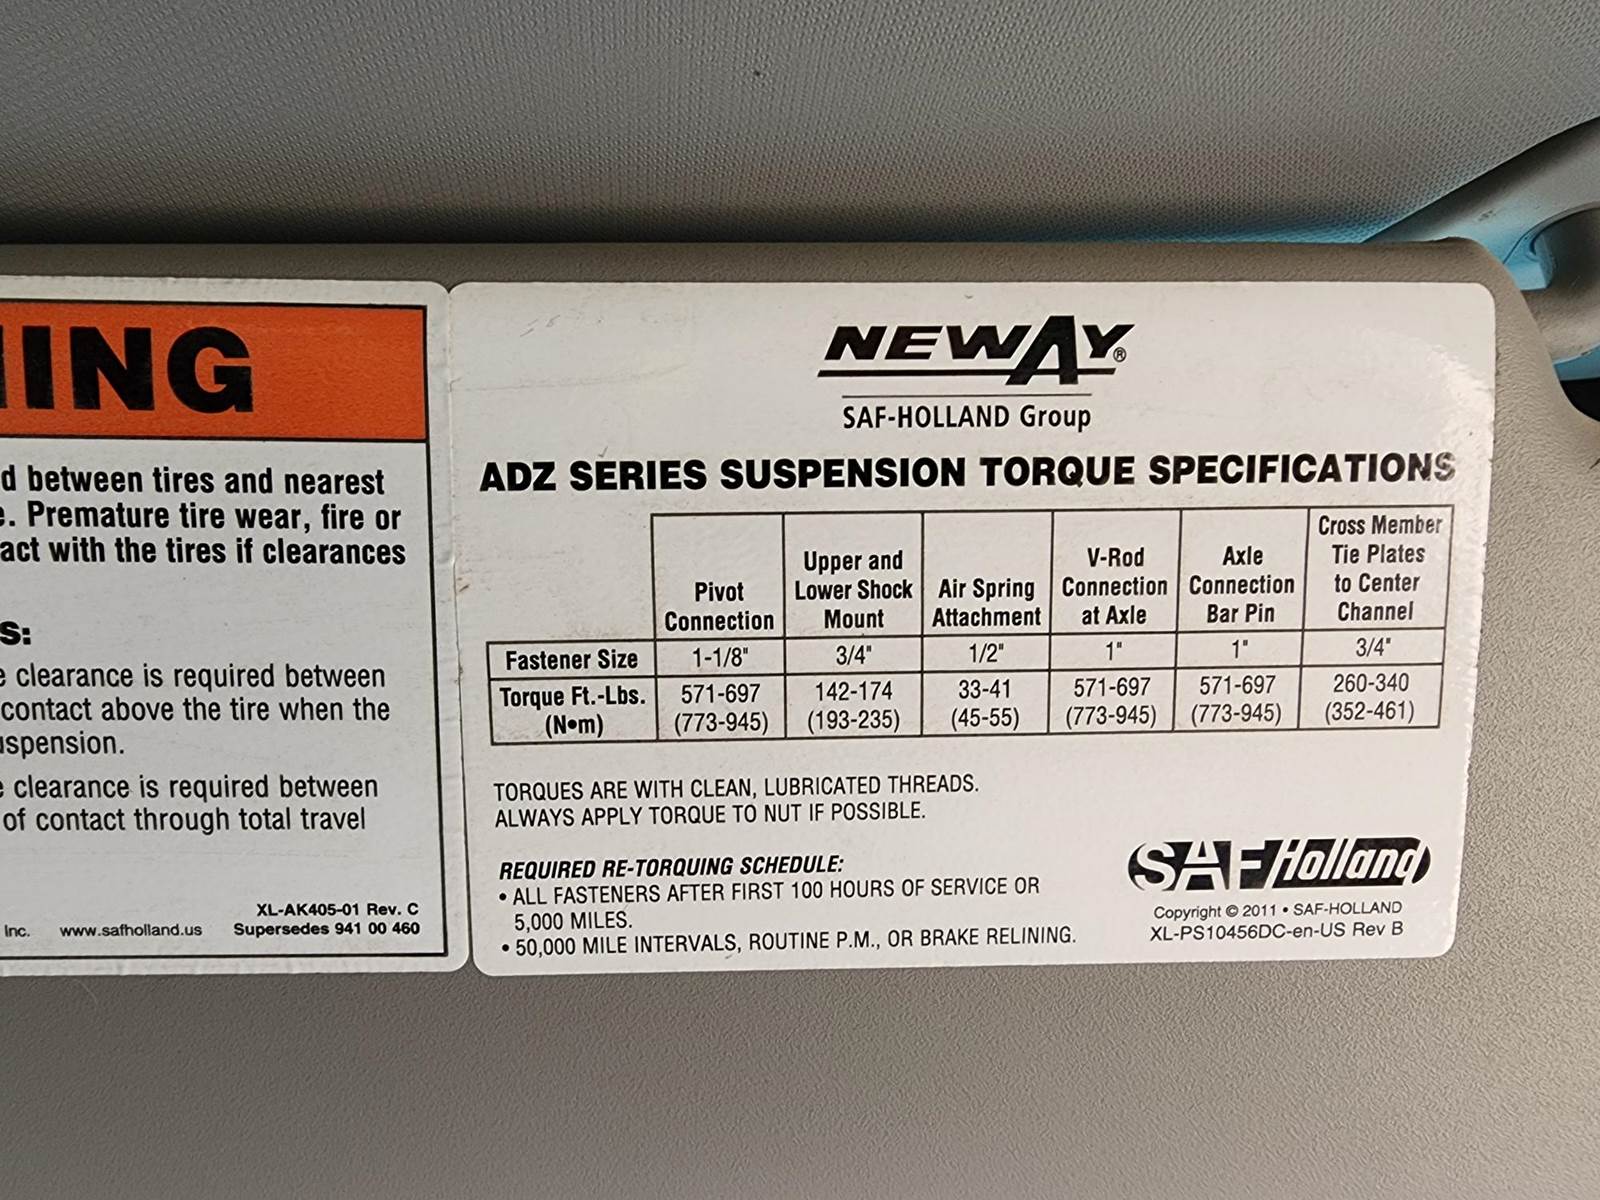 ING
d between tires and nearest
. Premature tire wear, fire or
act with the tires if clearances
S:
e clearance is required between
contact above the tire when the
uspension.
e clearance is required between
of contact through total travel
XL-AK405-01 Rev. C
Inc. www.safholland.us Supersedes 941 00 460
NEWAY®
SAF-HOLLAND Group
ADZ SERIES SUSPENSION TORQUE SPECIFICATIONS
Pivot Connection
Upper and Lower Shock Mount
Air Spring Attachment
V-Rod Connection at Axle
Axle Connection Bar Pin
Cross Member Tie Plates to Center Channel
Fastener Size 1-1/8" 3/4" 1/2" 1" 1" 3/4"
Torque Ft.-Lbs. 571-697 142-174 33-41 571-697 571-697 260-340
(N•m) (773-945) (193-235) (45-55) (773-945) (773-945) (352-461)
TORQUES ARE WITH CLEAN, LUBRICATED THREADS.
ALWAYS APPLY TORQUE TO NUT IF POSSIBLE.
REQUIRED RE-TORQUING SCHEDULE:
• ALL FASTENERS AFTER FIRST 100 HOURS OF SERVICE OR
5,000 MILES.
• 50,000 MILE INTERVALS, ROUTINE P.M., OR BRAKE RELINING.
SAF Holland
Copyright © 2011 • SAF-HOLLAND
XL-PS10456DC-en-US Rev B